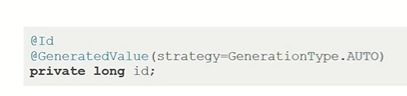 @Id
@GeneratedValue(strategy=GenerationType.AUTO)
private long id;